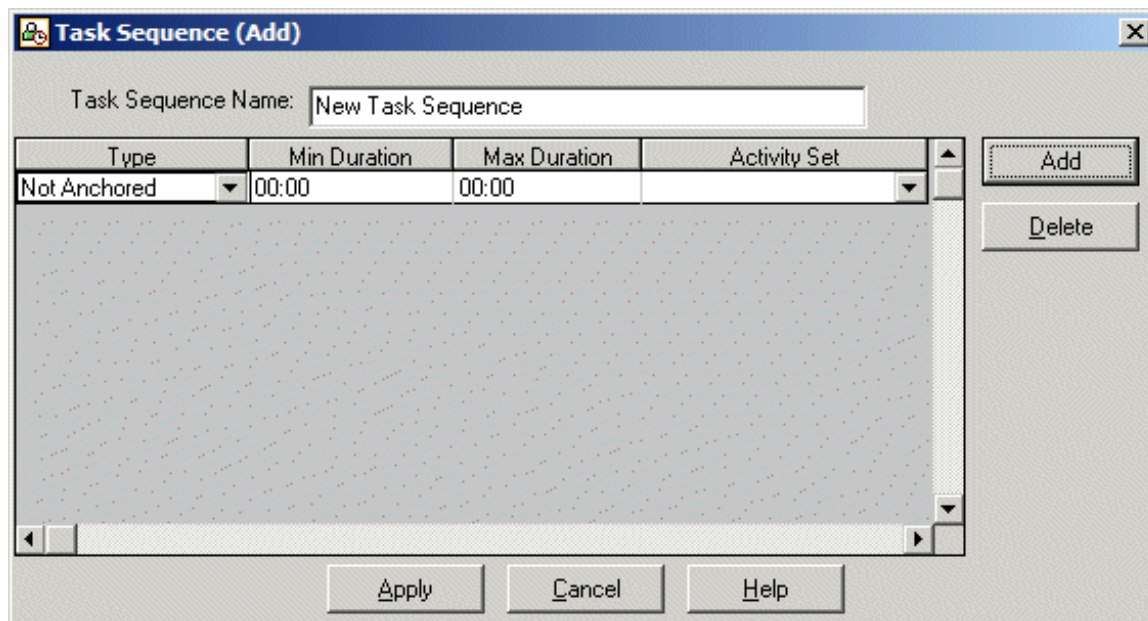 Task Sequence (Add)
Task Sequence Name: New Task Sequence
Type Min Duration Max Duration Activity Set
Not Anchored 00:00 00:00
Add
Delete
Apply Cancel Help